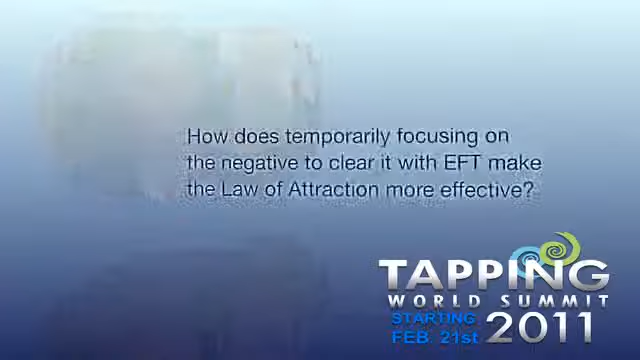 How does temporarily focusing on
the negative to clear it with EFT make
the Law of Attraction more effective?
TAPPING
WORLD SUMMIT
STARTING
FEB. 21st
2011